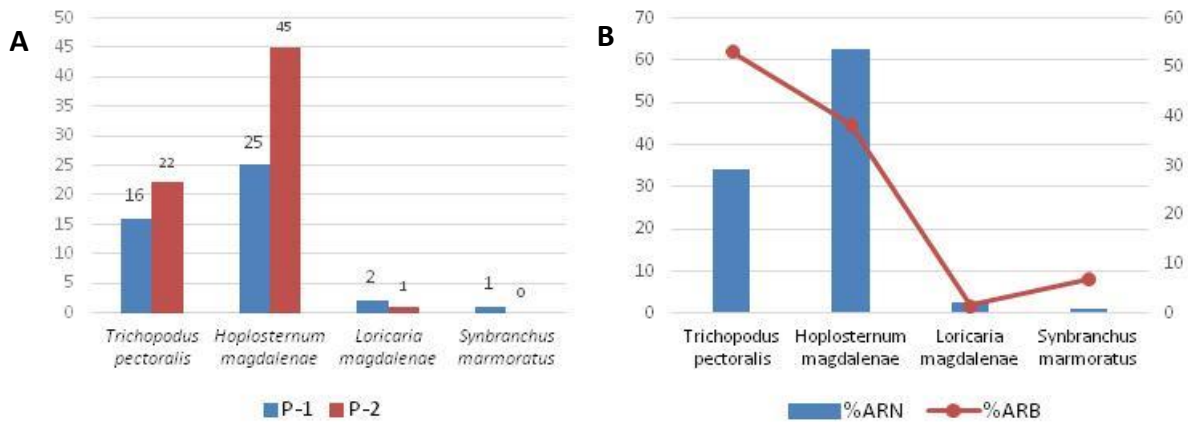 A
50
45
40
35
30
25
20
15
10
5
0
16
22
25
45
2
1
1
0
Trichopodus pectoralis
Hoplosternum magdalenae
Loricaria magdalenae
Synbranchus marmoratus
P-1
P-2
B
70
60
50
40
30
20
10
0
60
50
40
30
20
10
0
Trichopodus pectoralis
Hoplosternum magdalenae
Loricaria magdalenae
Synbranchus marmoratus
%ARN
%ARB